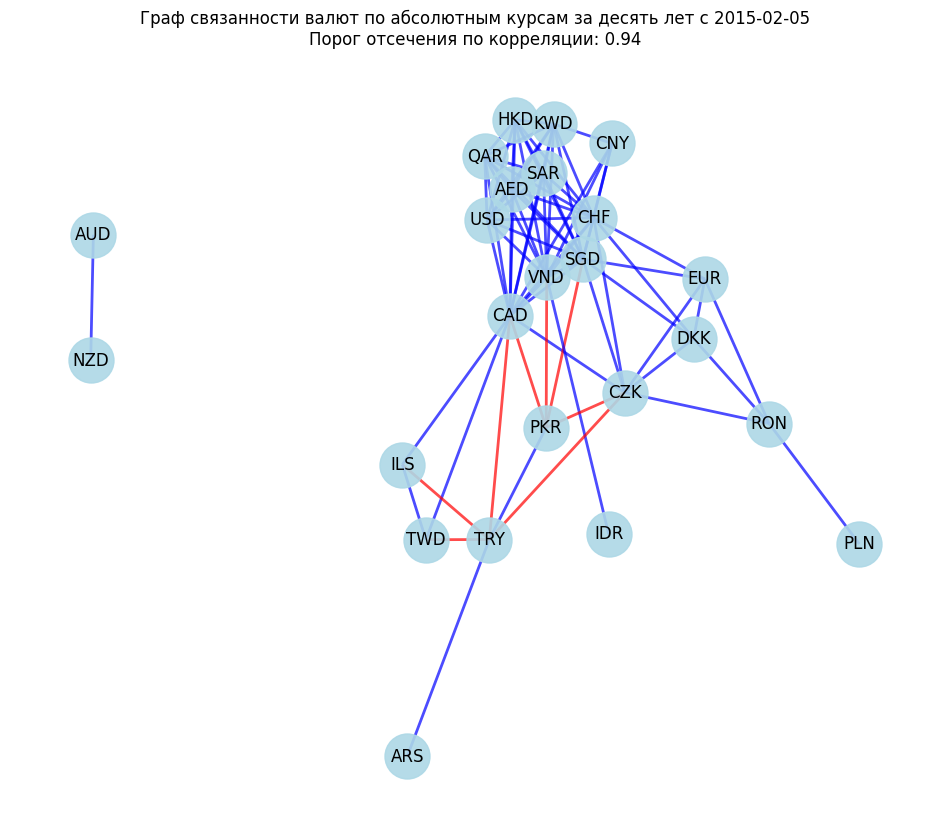 Граф связанности валют по абсолютным курсам за десять лет с 2015-02-05
Порог отсечения по корреляции: 0.94
HKD
KWD
CNY
QAR
SAR
AED
USD
CHF
AUD
SGD
VND
EUR
CAD
DKK
NZD
CZK
PKR
RON
ILS
TWD
TRY
IDR
PLN
ARS